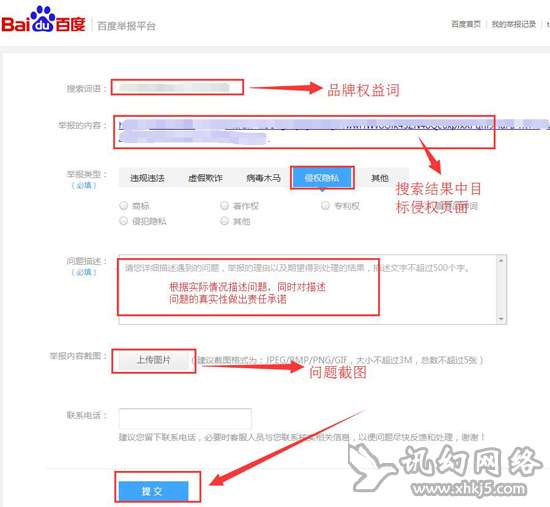 Bai du 百度 百度举报平台
百度首页 | 我的举报记录 |
搜索词语：
品牌权益词
举报的内容：
搜索结果中目
标侵权页面
举报类型：
（必填）
违规违法 虚假欺诈 病毒木马 侵权隐私 其他
商标 著作权 专利权
侵犯隐私 其他
问题描述：
（必填）
请您详细描述遇到的问题，举报的理由以及期望得到处理的结果，描述文字不超过500个字。
根据实际情况描述问题，同时对描述
问题的真实性做出责任承诺
举报内容截图： 上传图片 （建议截图格式为：JPEG/BMP/PNG/GIF，大小不超过3M，总数不超过5张）
问题截图
联系电话：
建议您留下联系电话，必要时客服人员与您联系核实相关信息，以便问题尽快反馈和处理，谢谢！
提 交
讯幻网络
www.xhkj5.com